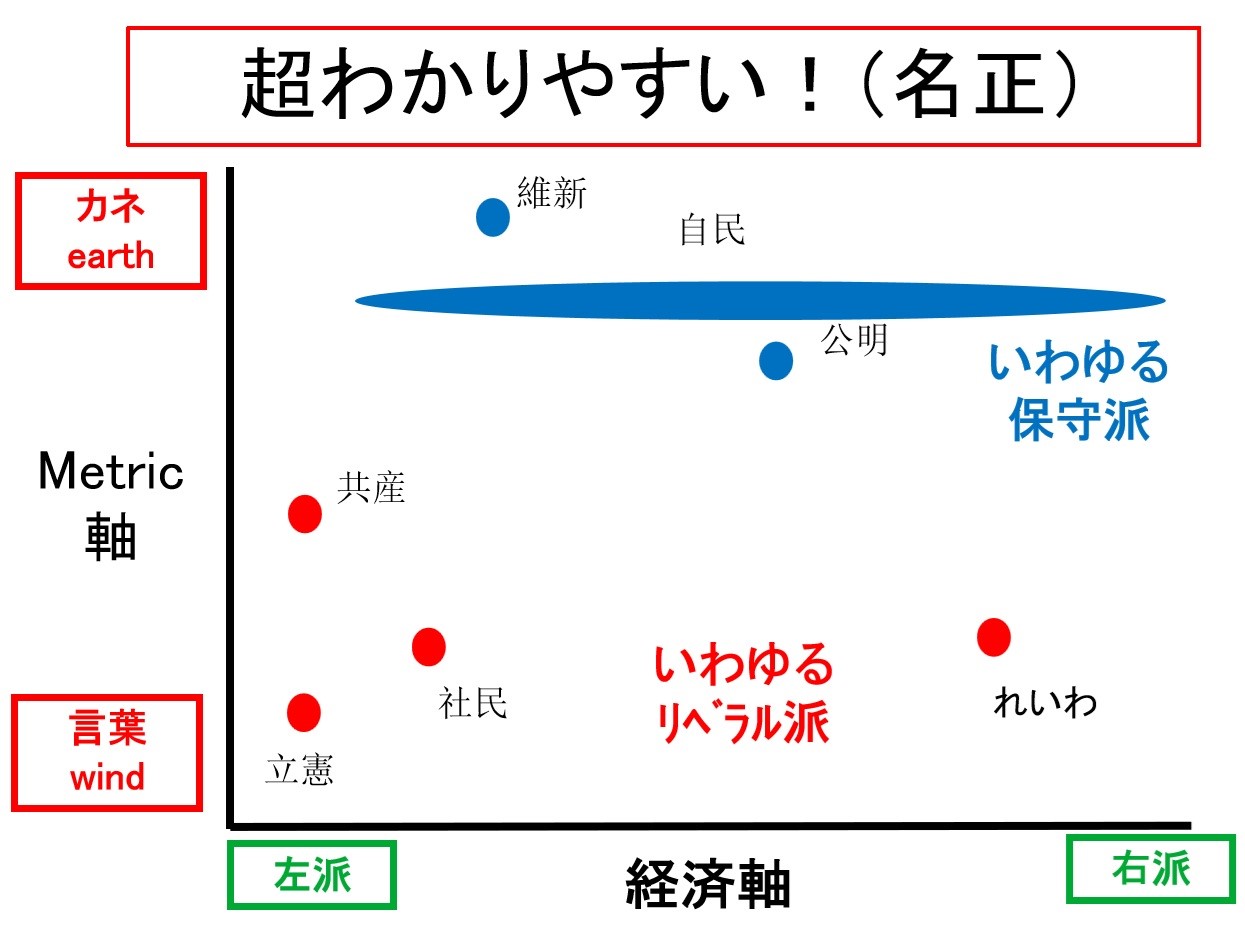 超わかりやすい！（名正）
カネ
earth
維新
自民
公明
いわゆる
保守派
Metric
軸
共産
いわゆる
ﾘﾍﾞﾗﾙ派
社民
れいわ
言葉
wind
立憲
左派
経済軸
右派